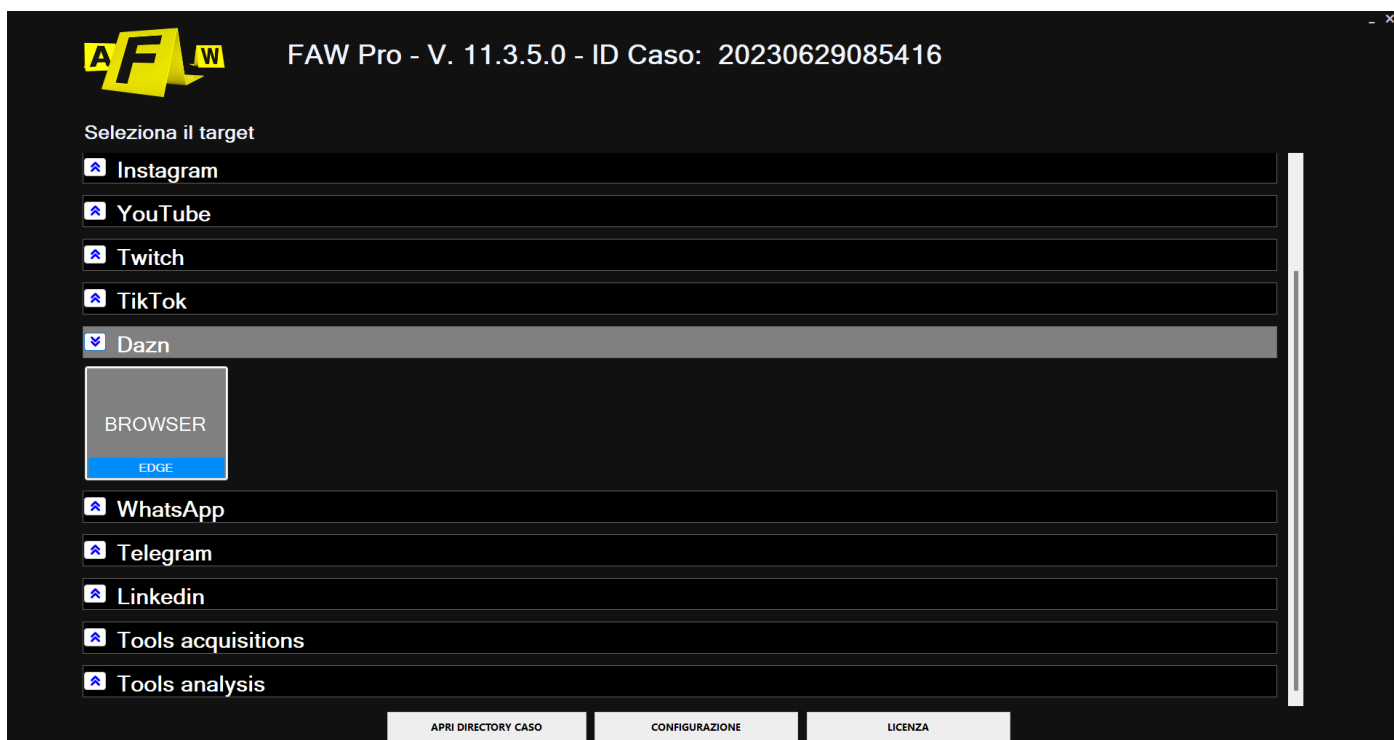 A F W
FAW Pro - V. 11.3.5.0 - ID Caso: 20230629085416
Seleziona il target
Instagram
YouTube
Twitch
TikTok
Dazn
BROWSER
EDGE
WhatsApp
Telegram
Linkedin
Tools acquisitions
Tools analysis
APRI DIRECTORY CASO CONFIGURAZIONE LICENZA